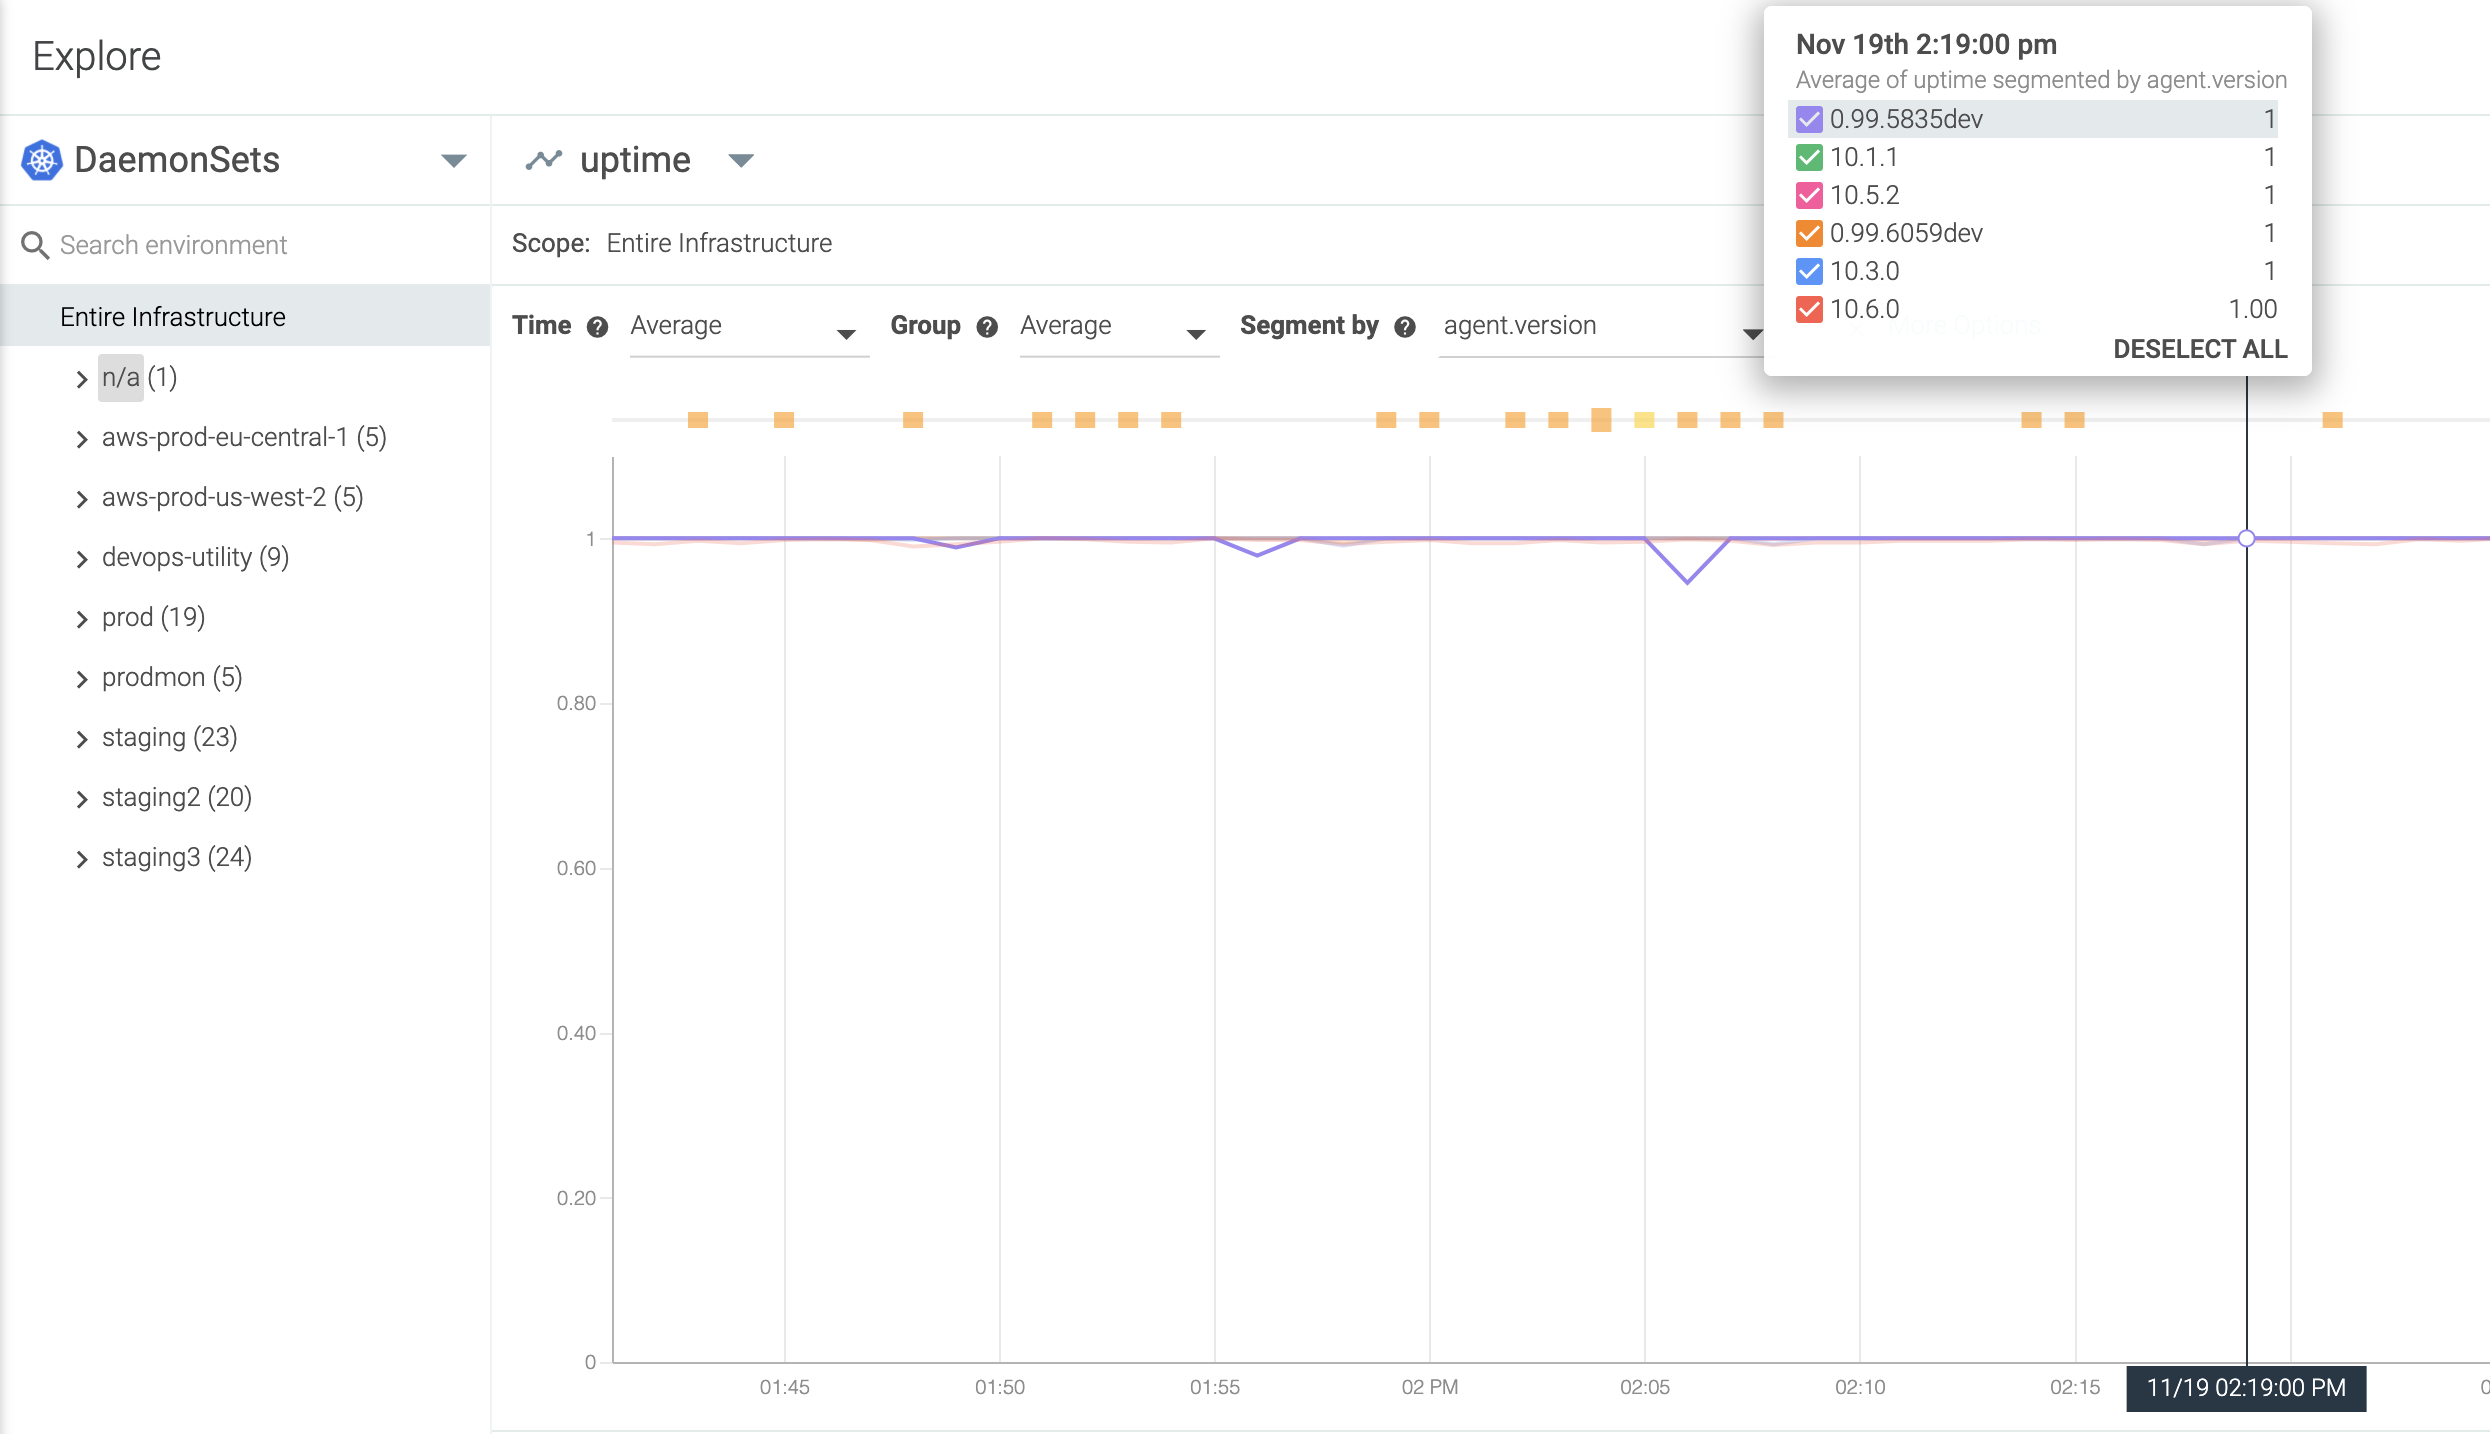 Explore
DaemonSets
Search environment
Entire Infrastructure
n/a (1)
aws-prod-eu-central-1 (5)
aws-prod-us-west-2 (5)
devops-utility (9)
prod (19)
prodmon (5)
staging (23)
staging2 (20)
staging3 (24)
uptime
Scope: Entire Infrastructure
Time ? Average Group ? Average Segment by ? agent.version
Nov 19th 2:19:00 pm
Average of uptime segmented by agent.version
0.99.5835dev 1
10.1.1 1
10.5.2 1
0.99.6059dev 1
10.3.0 1
10.6.0 1.00
DESELECT ALL
1
0.80
0.60
0.40
0.20
0
01:45 01:50 01:55 02 PM 02:05 02:10 02:15 11/19 02:19:00 PM